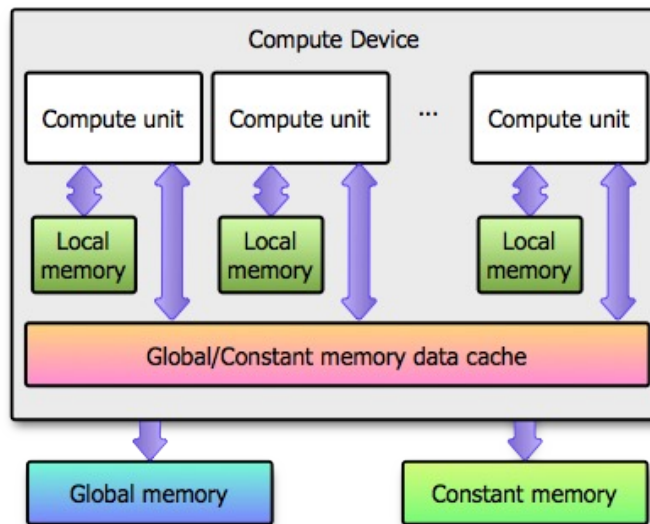 Compute Device
Compute unit Compute unit ... Compute unit
Local memory Local memory Local memory
Global/Constant memory data cache
Global memory Constant memory